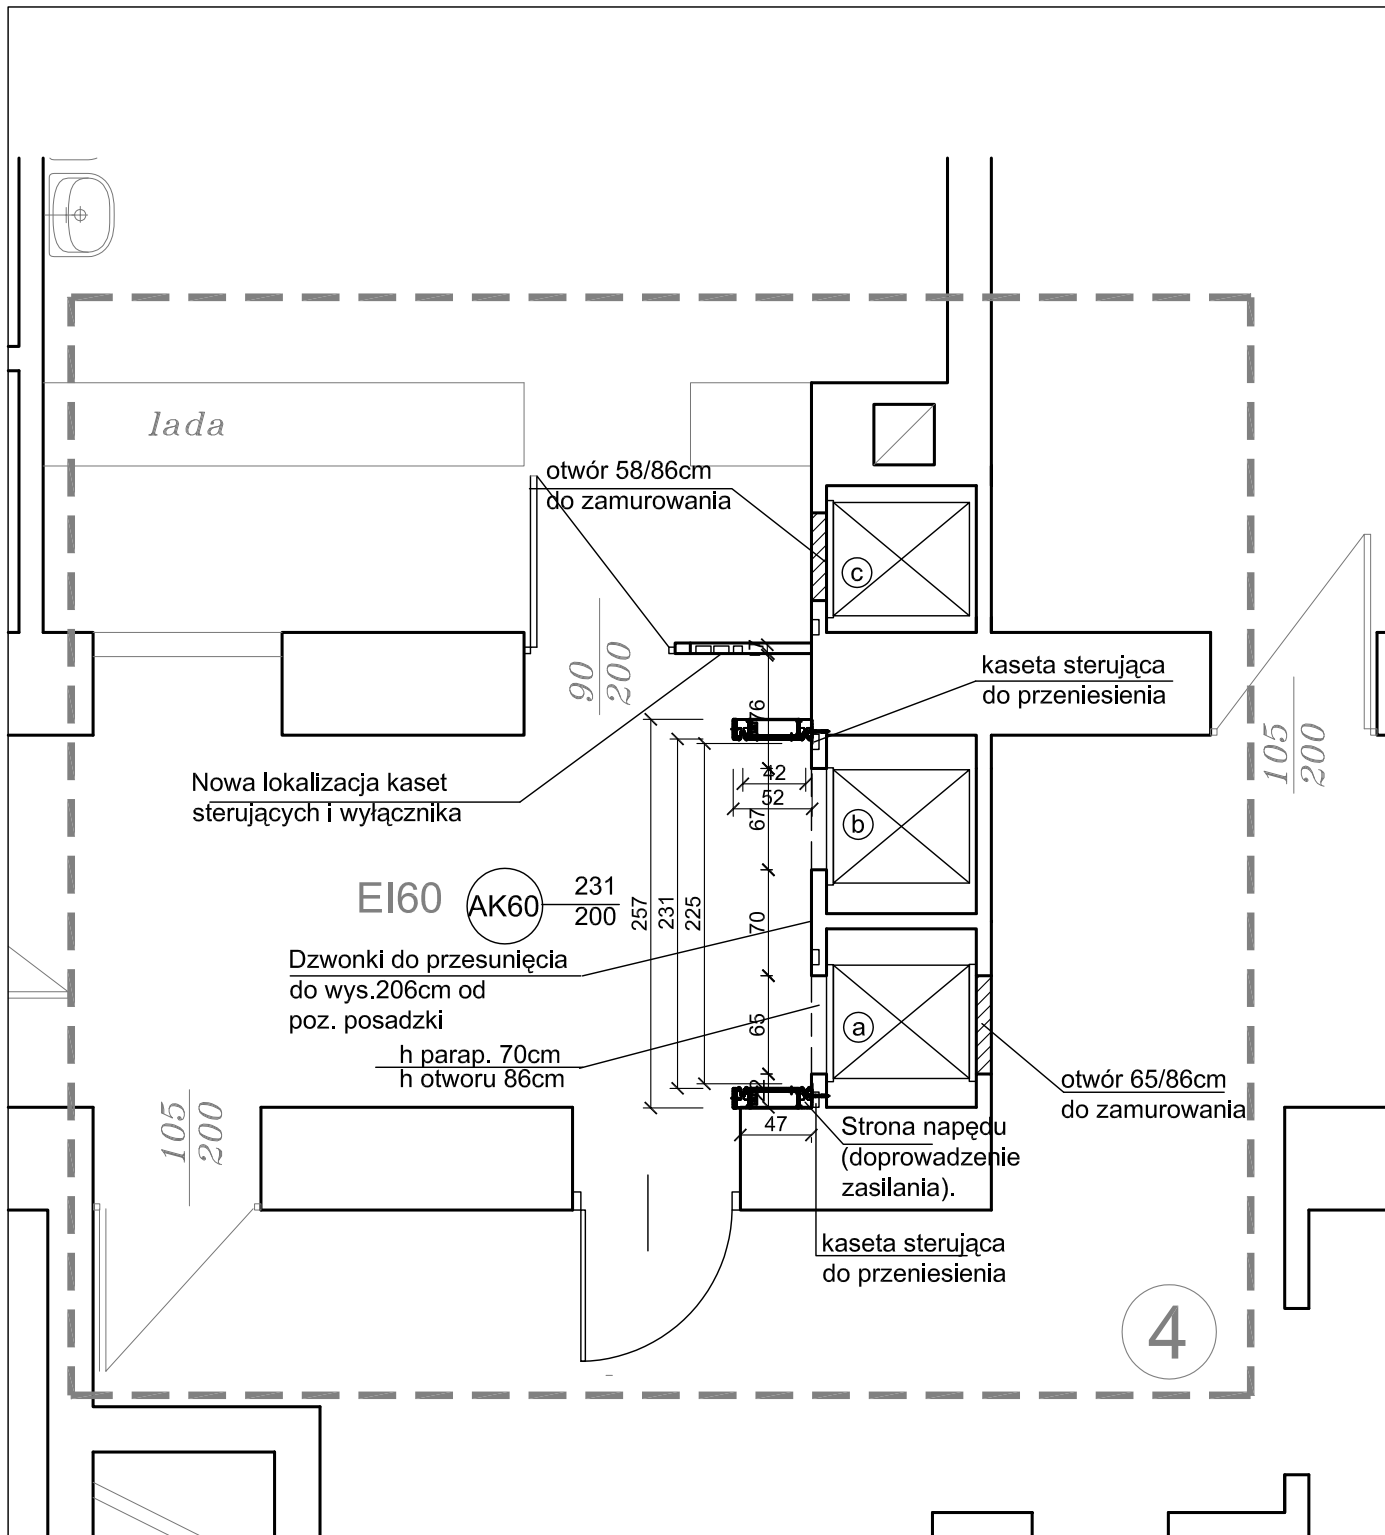 lada
otwór 58/86cm
do zamurowania
c
90
200
kaseta sterująca
do przeniesienia
105
200
76
Nowa lokalizacja kaset
sterujących i wyłącznika
42
52
67
b
EI60
AK60
231
200
257
231
225
70
Dzwonki do przesunięcia
do wys.206cm od
poz. posadzki
65
a
h parap. 70cm
h otworu 86cm
otwór 65/86cm
do zamurowania
105
200
47
Strona napędu
(doprowadzenie
zasilania).
kaseta sterująca
do przeniesienia
4